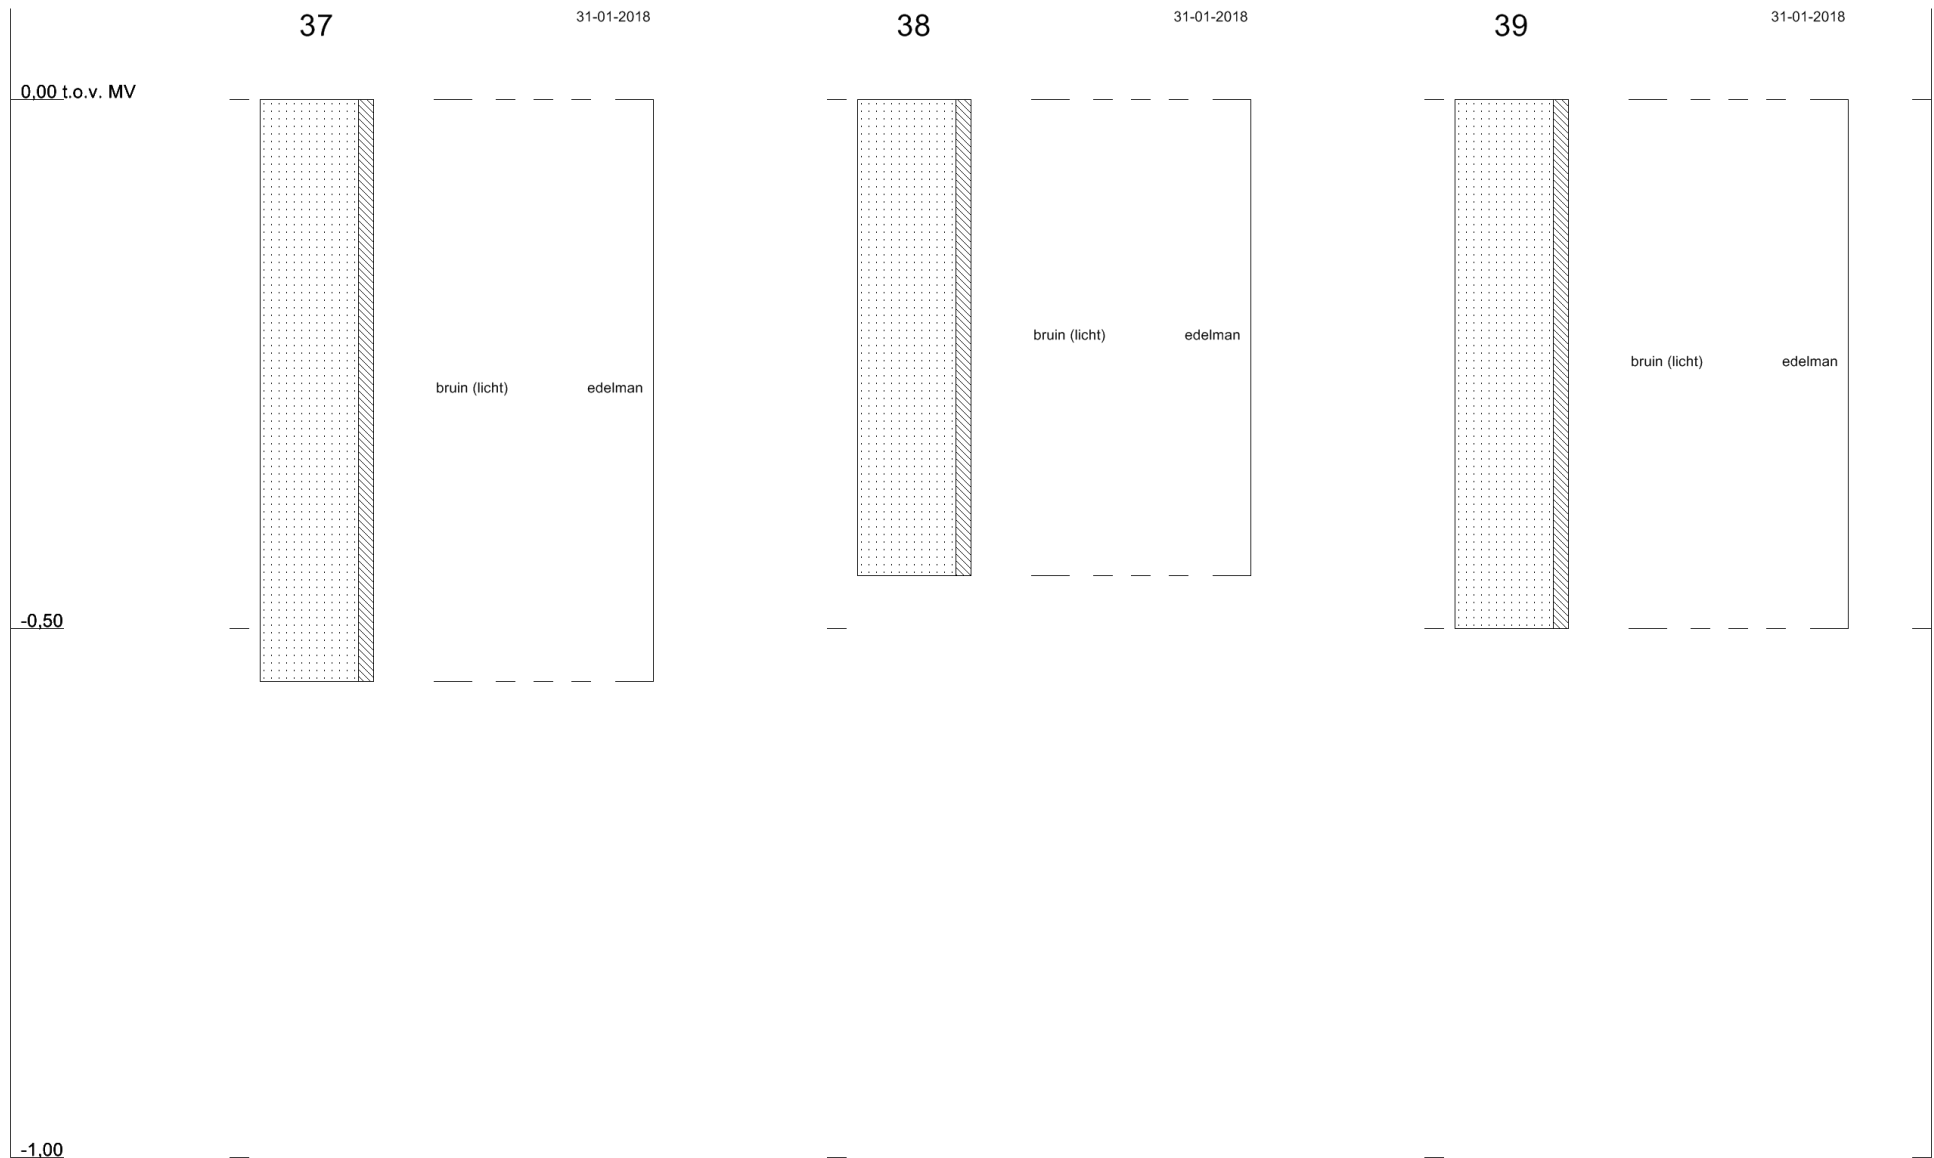 37 31-01-2018 38 31-01-2018 39 31-01-2018
0,00 t.o.v. MV
bruin (licht) edelman
bruin (licht) edelman
bruin (licht) edelman
-0,50
-1,00